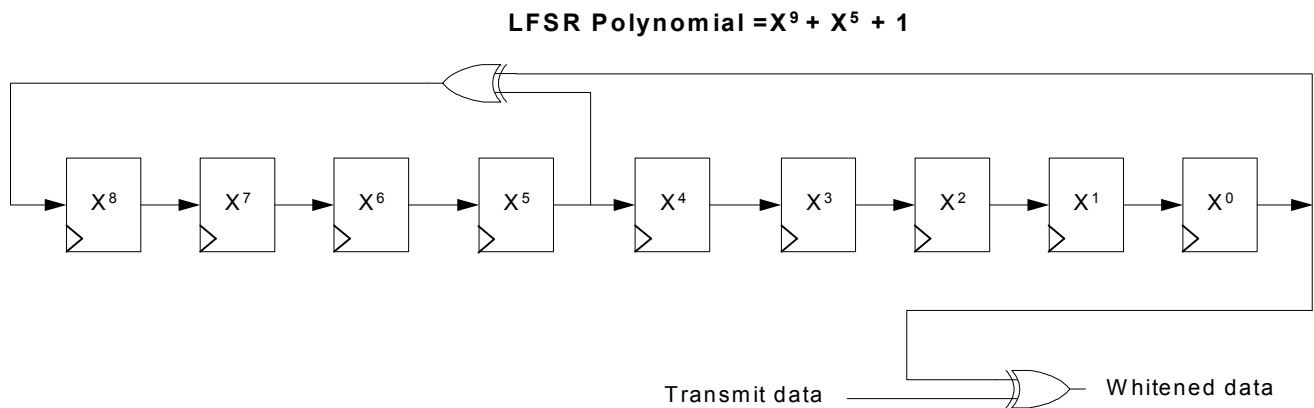 LFSR Polynomial =X⁹ + X⁵ + 1
X⁸ X⁷ X⁶ X⁵ X⁴ X³ X² X¹ X⁰
Transmit data
Whitened data